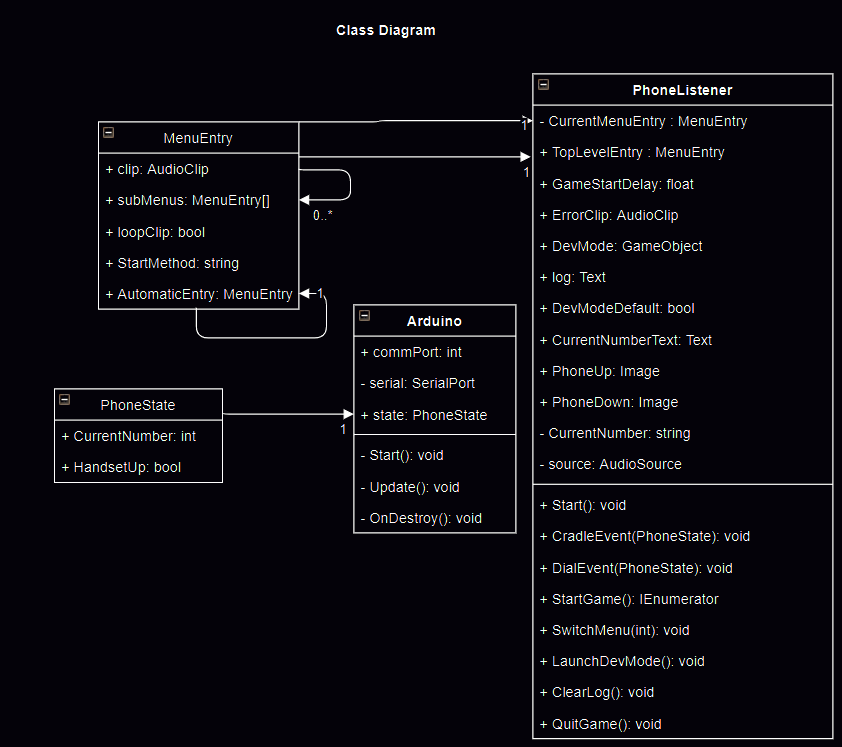 Class Diagram
MenuEntry
+ clip: AudioClip
+ subMenus: MenuEntry[]
+ loopClip: bool
+ StartMethod: string
+ AutomaticEntry: MenuEntry
0..*
1
1
1
PhoneState
+ CurrentNumber: int
+ HandsetUp: bool
1
Arduino
+ commPort: int
- serial: SerialPort
+ state: PhoneState
- Start(): void
- Update(): void
- OnDestroy(): void
PhoneListener
- CurrentMenuEntry : MenuEntry
+ TopLevelEntry : MenuEntry
+ GameStartDelay: float
+ ErrorClip: AudioClip
+ DevMode: GameObject
+ log: Text
+ DevModeDefault: bool
+ CurrentNumberText: Text
+ PhoneUp: Image
+ PhoneDown: Image
- CurrentNumber: string
- source: AudioSource
+ Start(): void
+ CradleEvent(PhoneState): void
+ DialEvent(PhoneState): void
+ StartGame(): IEnumerator
+ SwitchMenu(int): void
+ LaunchDevMode(): void
+ ClearLog(): void
+ QuitGame(): void